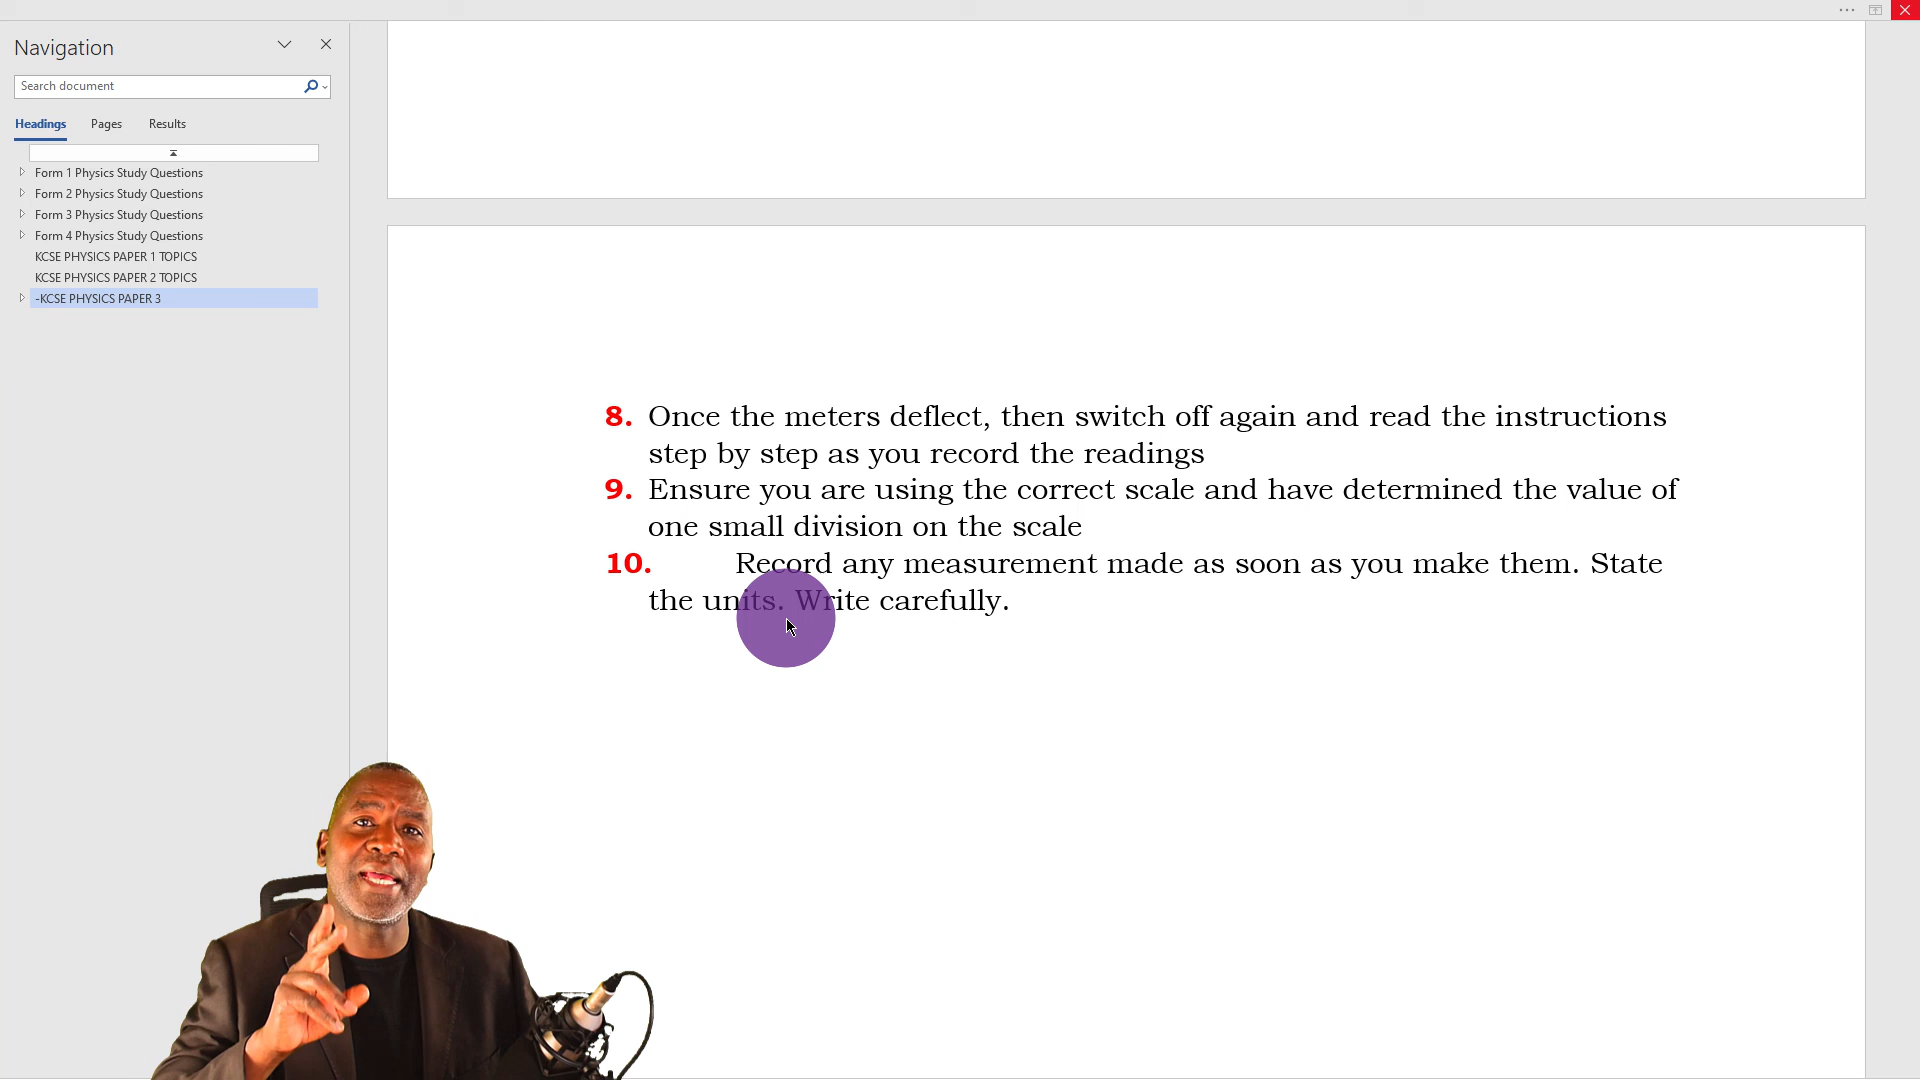 Navigation
Search document
Headings Pages Results
Form 1 Physics Study Questions
Form 2 Physics Study Questions
Form 3 Physics Study Questions
Form 4 Physics Study Questions
KCSE PHYSICS PAPER 1 TOPICS
KCSE PHYSICS PAPER 2 TOPICS
-KCSE PHYSICS PAPER 3
8. Once the meters deflect, then switch off again and read the instructions
step by step as you record the readings
9. Ensure you are using the correct scale and have determined the value of
one small division on the scale
10. Record any measurement made as soon as you make them. State
the units. Write carefully.